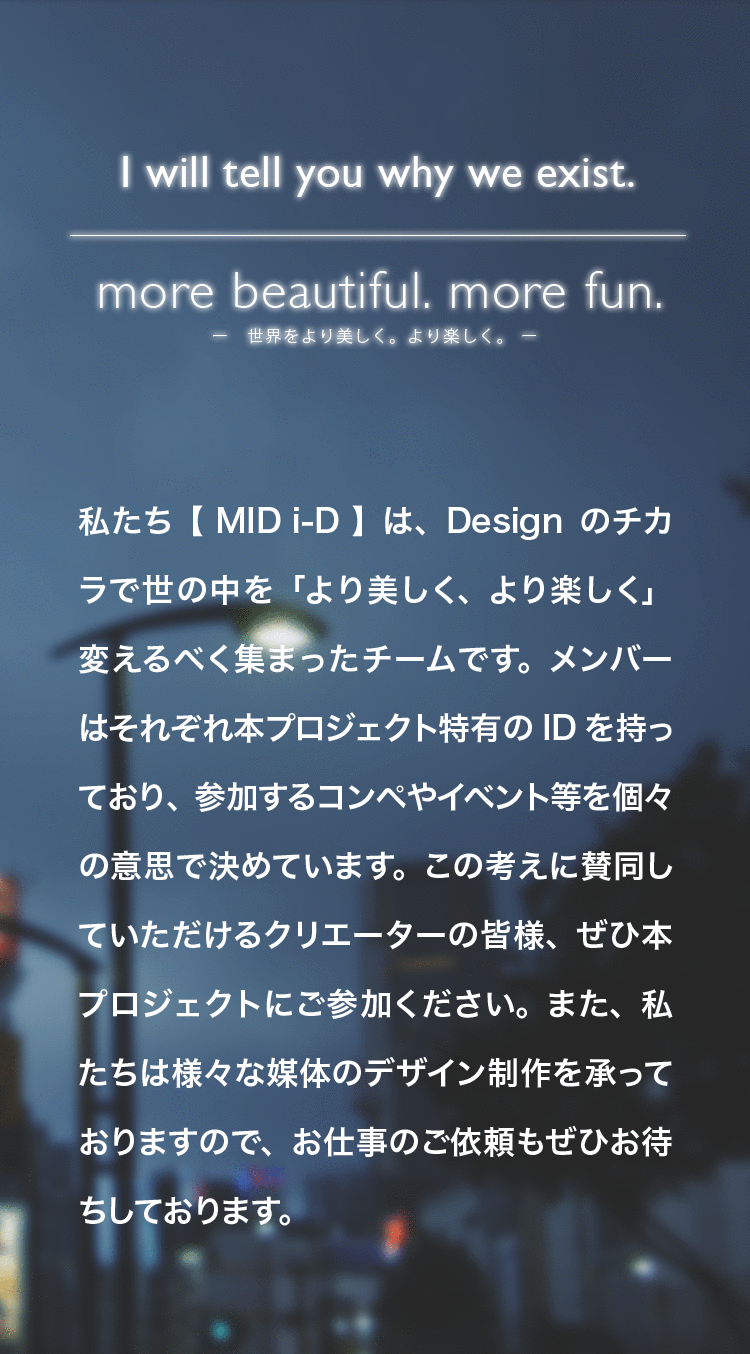 I will tell you why we exist.
more beautiful. more fun.
― 世界をより美しく。より楽しく。 ―
私たち【 MID i-D 】は、Design のチカ
ラで世の中を「より美しく、より楽しく」
変えるべく集まったチームです。メンバー
はそれぞれ本プロジェクト特有の ID を持っ
ており、参加するコンペやイベント等を個々
の意思で決めています。この考えに賛同し
ていただけるクリエーターの皆様、ぜひ本
プロジェクトにご参加ください。また、私
たちは様々な媒体のデザイン制作を承って
おりますので、お仕事のご依頼もぜひお待
ちしております。